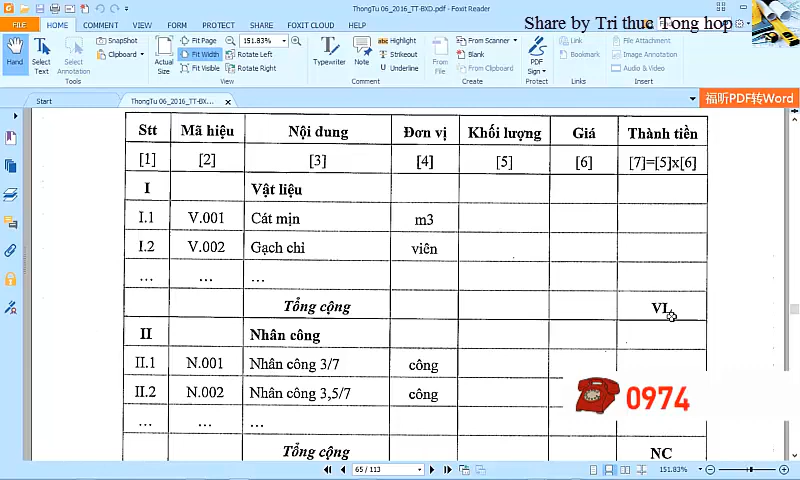 ThongTu 06_2016_TT-BXD.pdf - Foxit Reader
Share by Tri thuc Tong hop
FILE HOME COMMENT VIEW FORM PROTECT SHARE FOXIT CLOUD HELP
SnapShot Fit Page 151.83% From Scanner Link File Attachment
Clipboard Fit Width Rotate Left Highlight Strikeout Blank Bookmark Image Annotation
Hand Select Text Select Annotation Actual Size Fit Visible Rotate Right Typewriter Note Underline From File From Clipboard PDF Sign Audio & Video
Tools View Comment Create Protection Links Insert
Start ThongTu 06_2016_TT-BX... 福昕PDF转Word
Stt Mã hiệu Nội dung Đơn vị Khối lượng Giá Thành tiền
[1] [2] [3] [4] [5] [6] [7]=[5]x[6]
I Vật liệu
I.1 V.001 Cát mịn m3
I.2 V.002 Gạch chỉ viên
... ... ...
Tổng cộng VL
II Nhân công
II.1 N.001 Nhân công 3/7 công
II.2 N.002 Nhân công 3,5/7 công
0974
... ... ...
Tổng cộng NC
65 / 113 151.83%